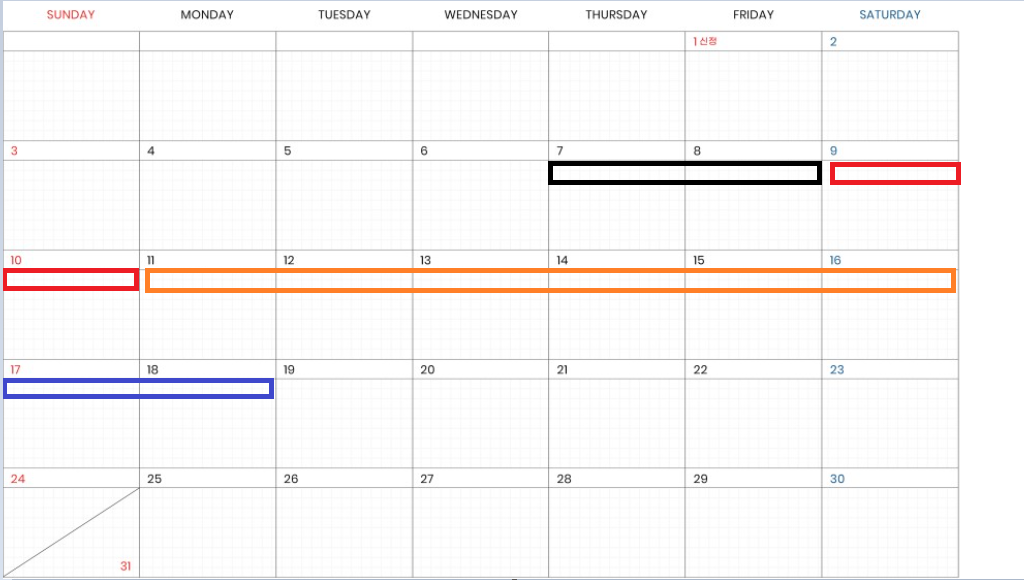 SUNDAY MONDAY TUESDAY WEDNESDAY THURSDAY FRIDAY SATURDAY
1 신정 2
3 4 5 6 7 8 9
10 11 12 13 14 15 16
17 18 19 20 21 22 23
24 25 26 27 28 29 30
31